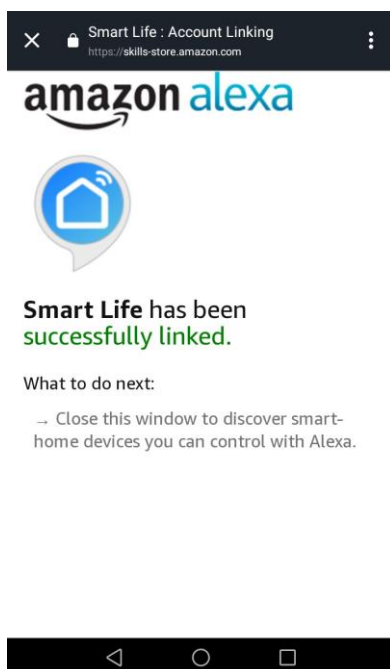 Smart Life : Account Linking
https://skills-store.amazon.com
amazon alexa
Smart Life has been
successfully linked.
What to do next:
→ Close this window to discover smart-
home devices you can control with Alexa.